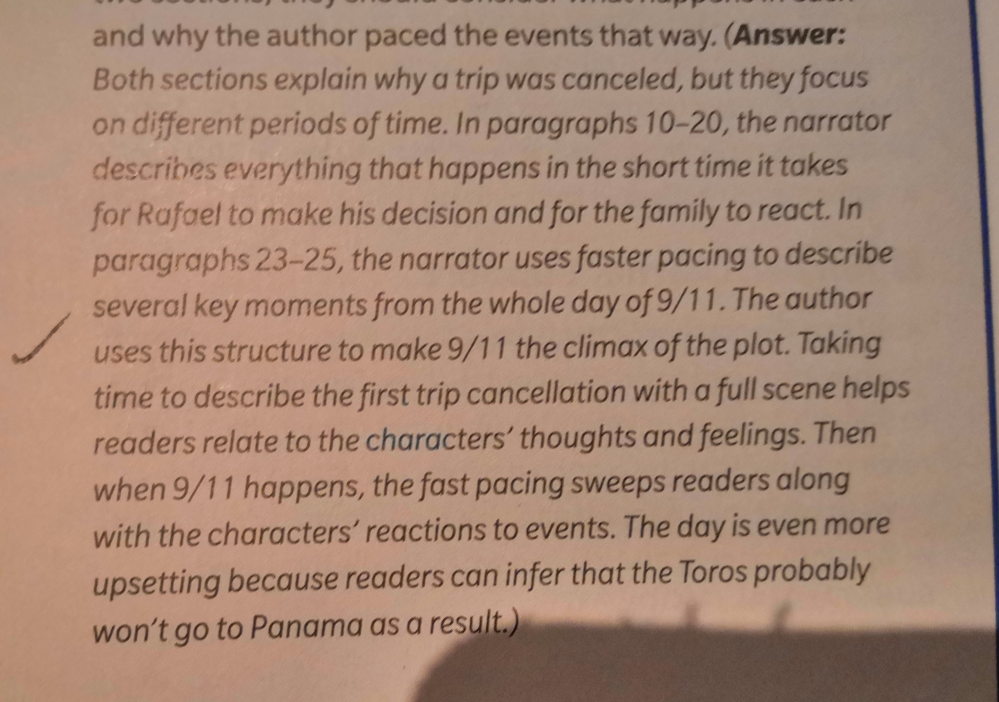 and why the author paced the events that way. (Answer:
Both sections explain why a trip was canceled, but they focus
on different periods of time. In paragraphs 10–20, the narrator
describes everything that happens in the short time it takes
for Rafael to make his decision and for the family to react. In
paragraphs 23–25, the narrator uses faster pacing to describe
several key moments from the whole day of 9/11. The author
uses this structure to make 9/11 the climax of the plot. Taking
time to describe the first trip cancellation with a full scene helps
readers relate to the characters’ thoughts and feelings. Then
when 9/11 happens, the fast pacing sweeps readers along
with the characters’ reactions to events. The day is even more
upsetting because readers can infer that the Toros probably
won’t go to Panama as a result.)